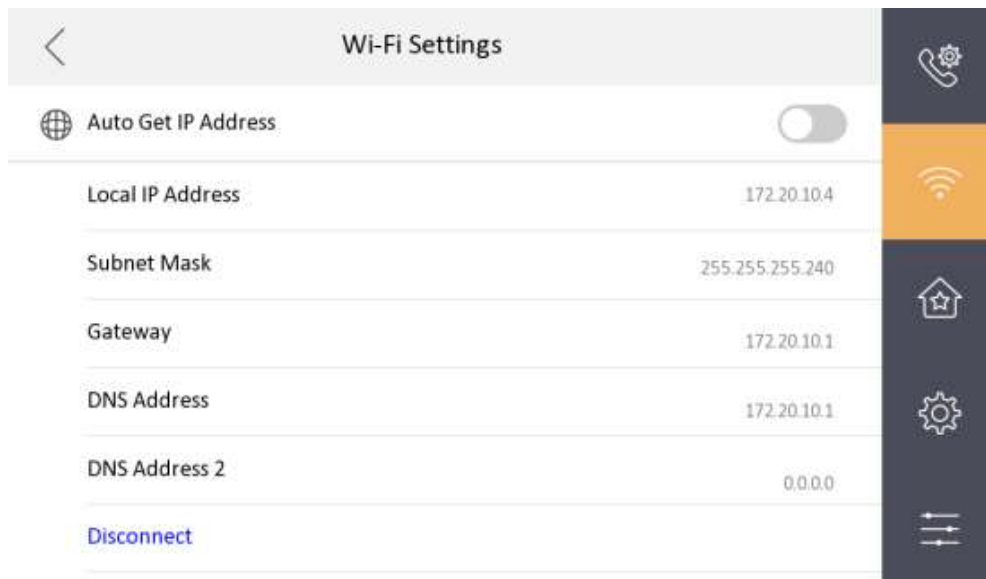 Wi-Fi Settings
Auto Get IP Address
Local IP Address 172.20.10.4
Subnet Mask 255.255.255.240
Gateway 172.20.10.1
DNS Address 172.20.10.1
DNS Address 2 0.0.0.0
Disconnect